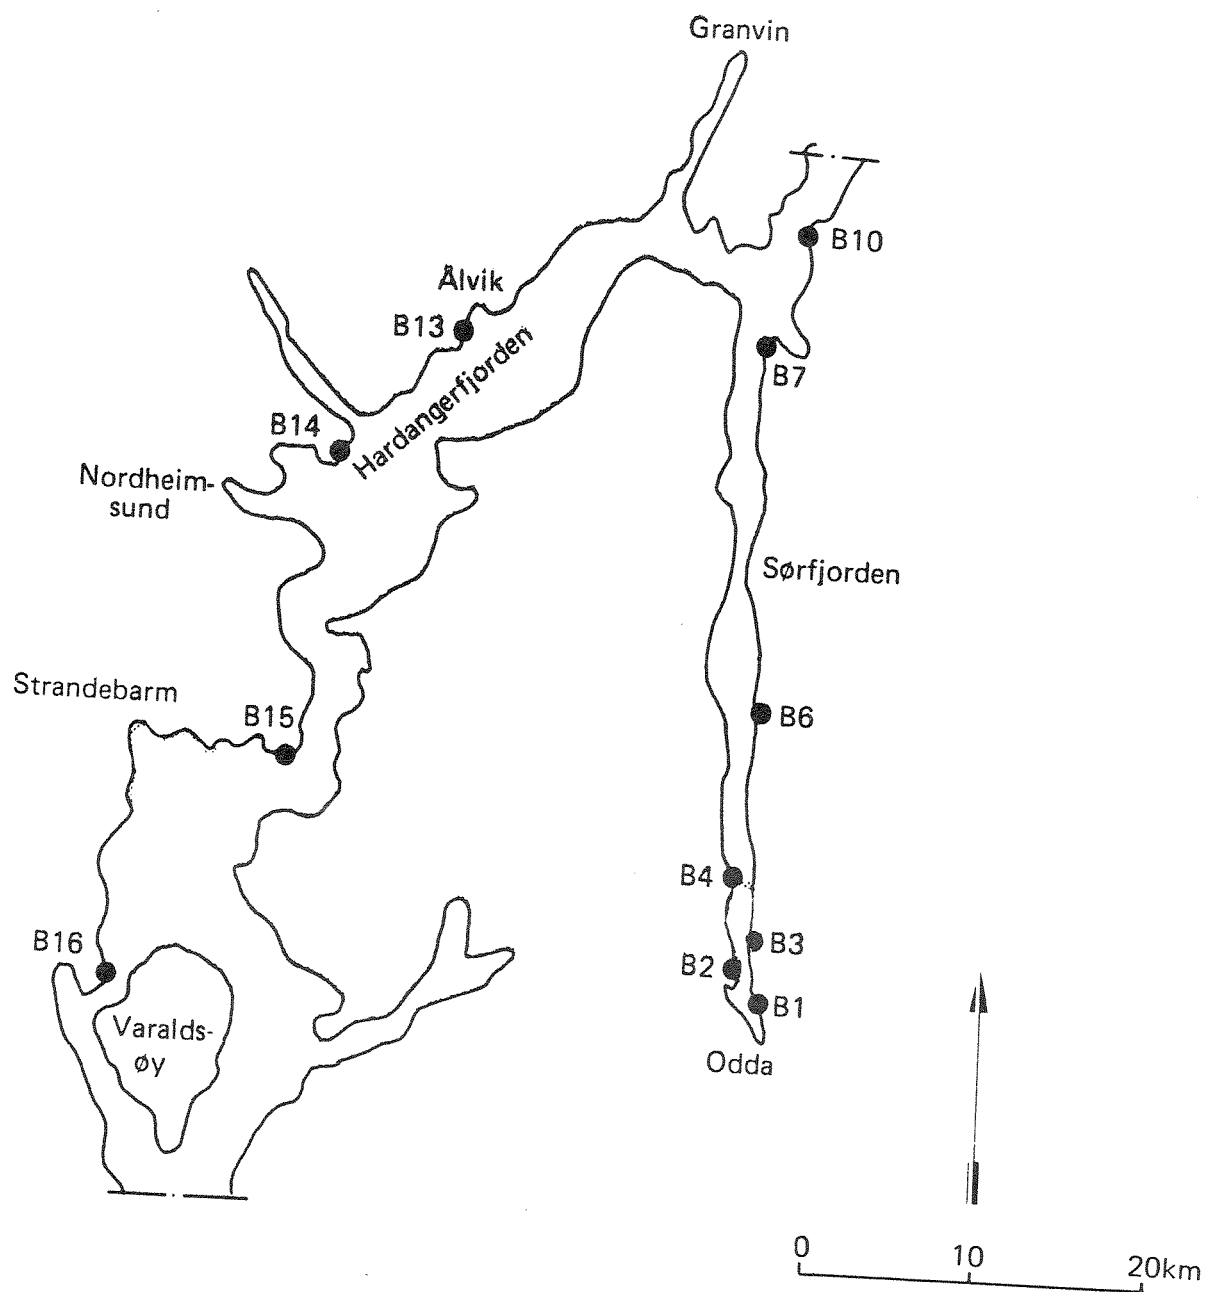 Granvin
B10
Ålvik
B13
Hardangerfjorden
B7
B14
Nordheim-
sund
Sørfjorden
Strandebarm
B15
B6
B4
B16
B3
B2
B1
Varalds-
øy
Odda
0 10 20km